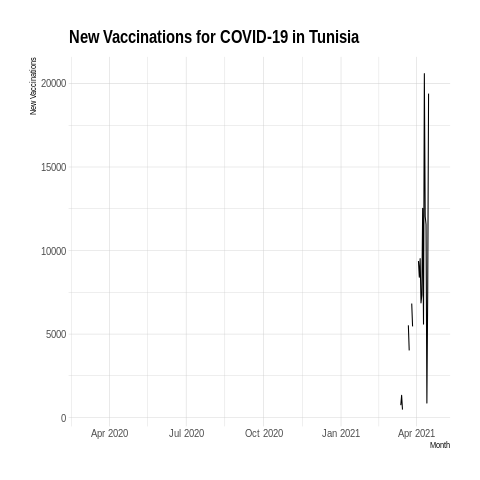 New Vaccinations for COVID-19 in Tunisia
New Vaccinations
20000
15000
10000
5000
0
Apr 2020 Jul 2020 Oct 2020 Jan 2021 Apr 2021
Month